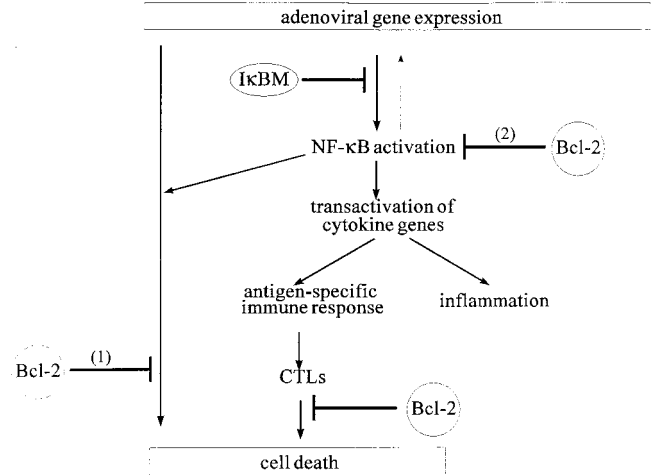 adenoviral gene expression
IκBM
NF-κB activation
(2)
Bcl-2
transactivation of
cytokine genes
antigen-specific
immune response
inflammation
Bcl-2
(1)
CTLs
Bcl-2
cell death